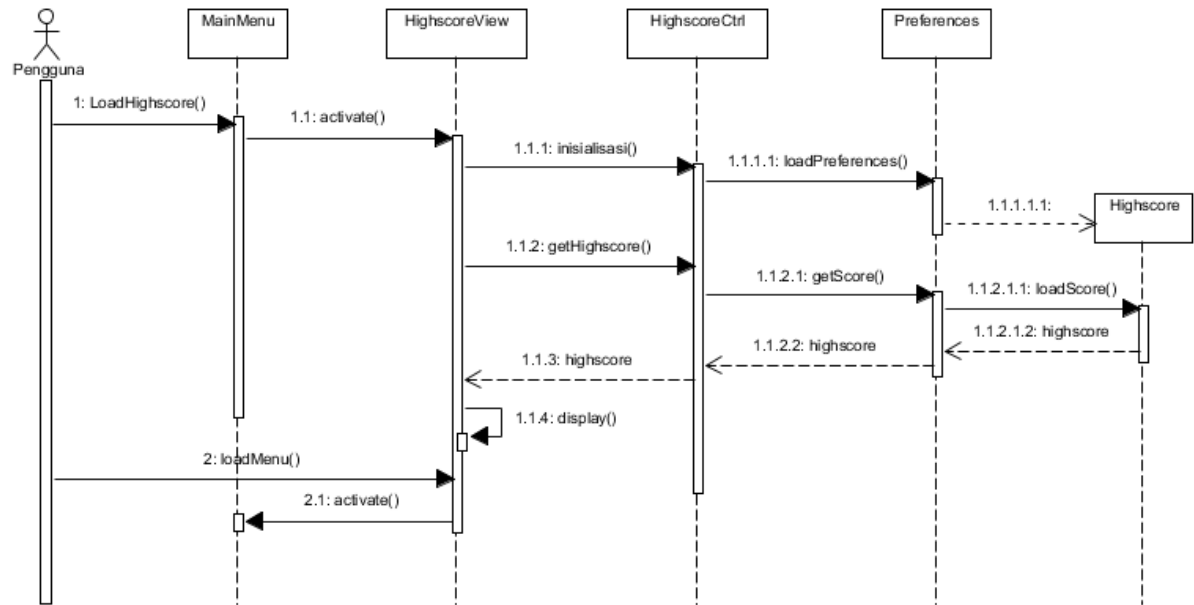 MainMenu
HighscoreView
HighscoreCtrl
Preferences
Pengguna
1: LoadHighscore()
1.1: activate()
1.1.1: inisialisasi()
1.1.1.1: loadPreferences()
1.1.1.1.1:
Highscore
1.1.2: getHighscore()
1.1.2.1: getScore()
1.1.2.1.1: loadScore()
1.1.2.1.2: highscore
1.1.2.2: highscore
1.1.3: highscore
1.1.4: display()
2: loadMenu()
2.1: activate()